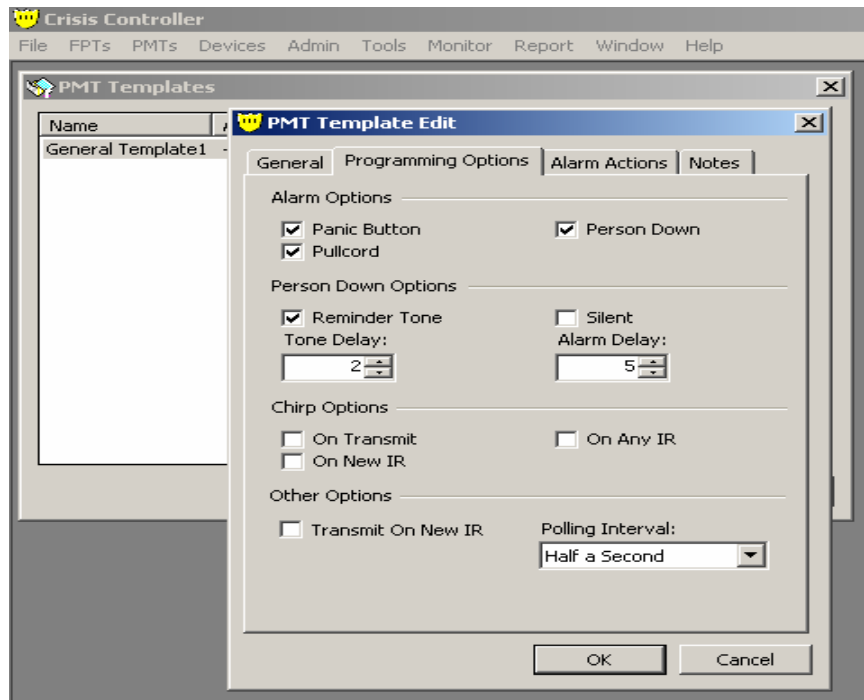 Crisis Controller
File FPTs PMTs Devices Admin Tools Monitor Report Window Help
PMT Templates
Name
General Template1
PMT Template Edit
General Programming Options Alarm Actions Notes
Alarm Options
Panic Button Person Down
Pullcord
Person Down Options
Reminder Tone Silent
Tone Delay: Alarm Delay:
2 5
Chirp Options
On Transmit On Any IR
On New IR
Other Options
Transmit On New IR Polling Interval:
Half a Second
OK Cancel